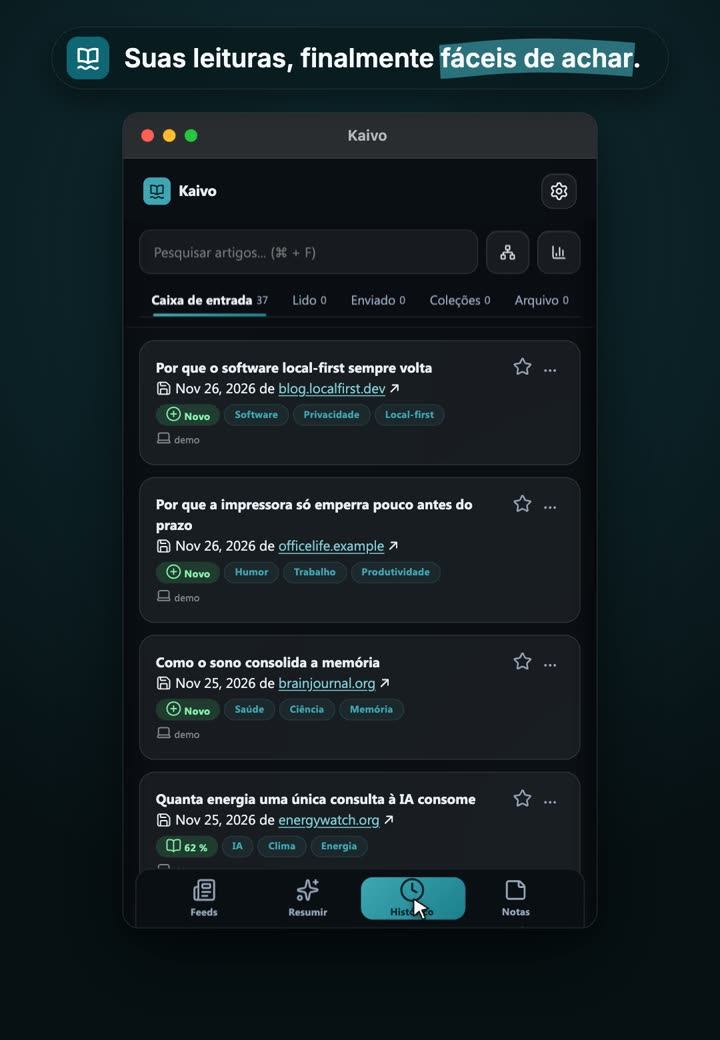 Suas leituras, finalmente fáceis de achar.
Kaivo
Kaivo
Pesquisar artigos... (⌘ + F)
Caixa de entrada 37 Lido 0 Enviado 0 Coleções 0 Arquivo 0
Por que o software local-first sempre volta
Nov 26, 2026 de blog.localfirst.dev ↗
Novo Software Privacidade Local-first
demo
Por que a impressora só emperra pouco antes do
prazo
Nov 26, 2026 de officelife.example ↗
Novo Humor Trabalho Produtividade
demo
Como o sono consolida a memória
Nov 25, 2026 de brainjournal.org ↗
Novo Saúde Ciência Memória
demo
Quanta energia uma única consulta à IA consome
Nov 25, 2026 de energywatch.org ↗
62 % IA Clima Energia
Feeds Resumir Histórico Notas